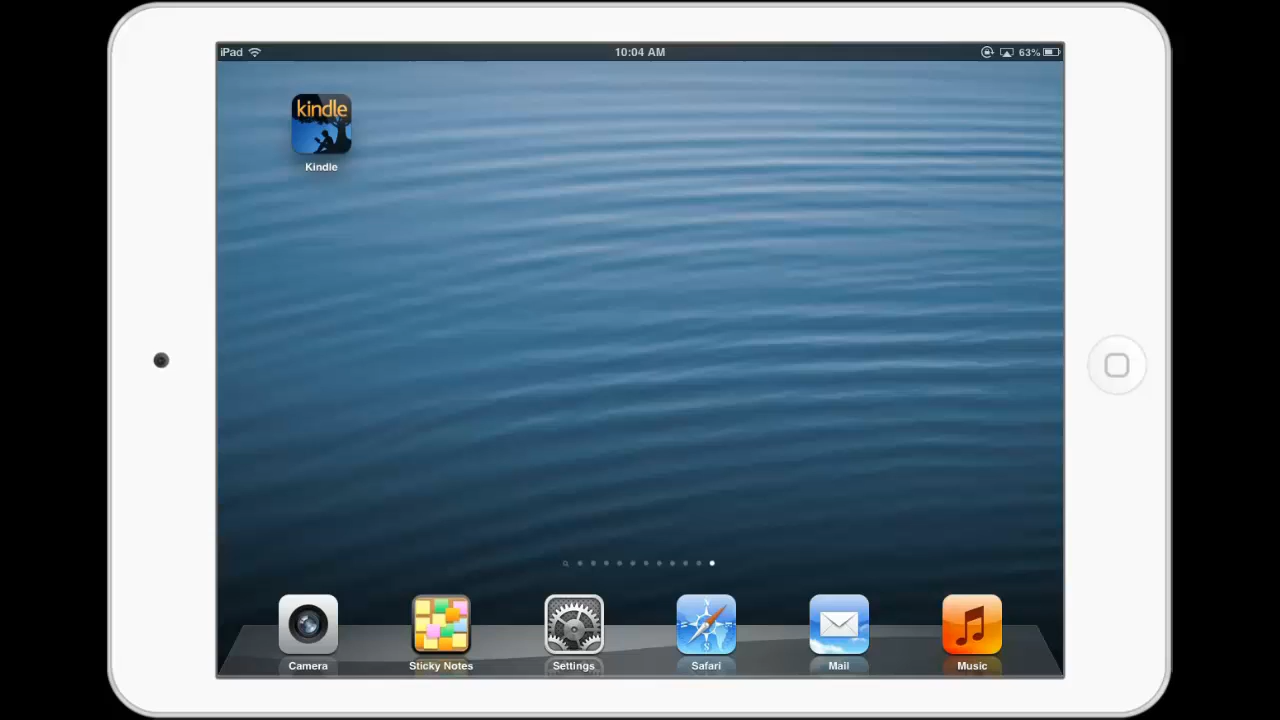 iPad
10:04 AM
63%
kindle
Kindle
Camera
Sticky Notes
Settings
Safari
Mail
Music